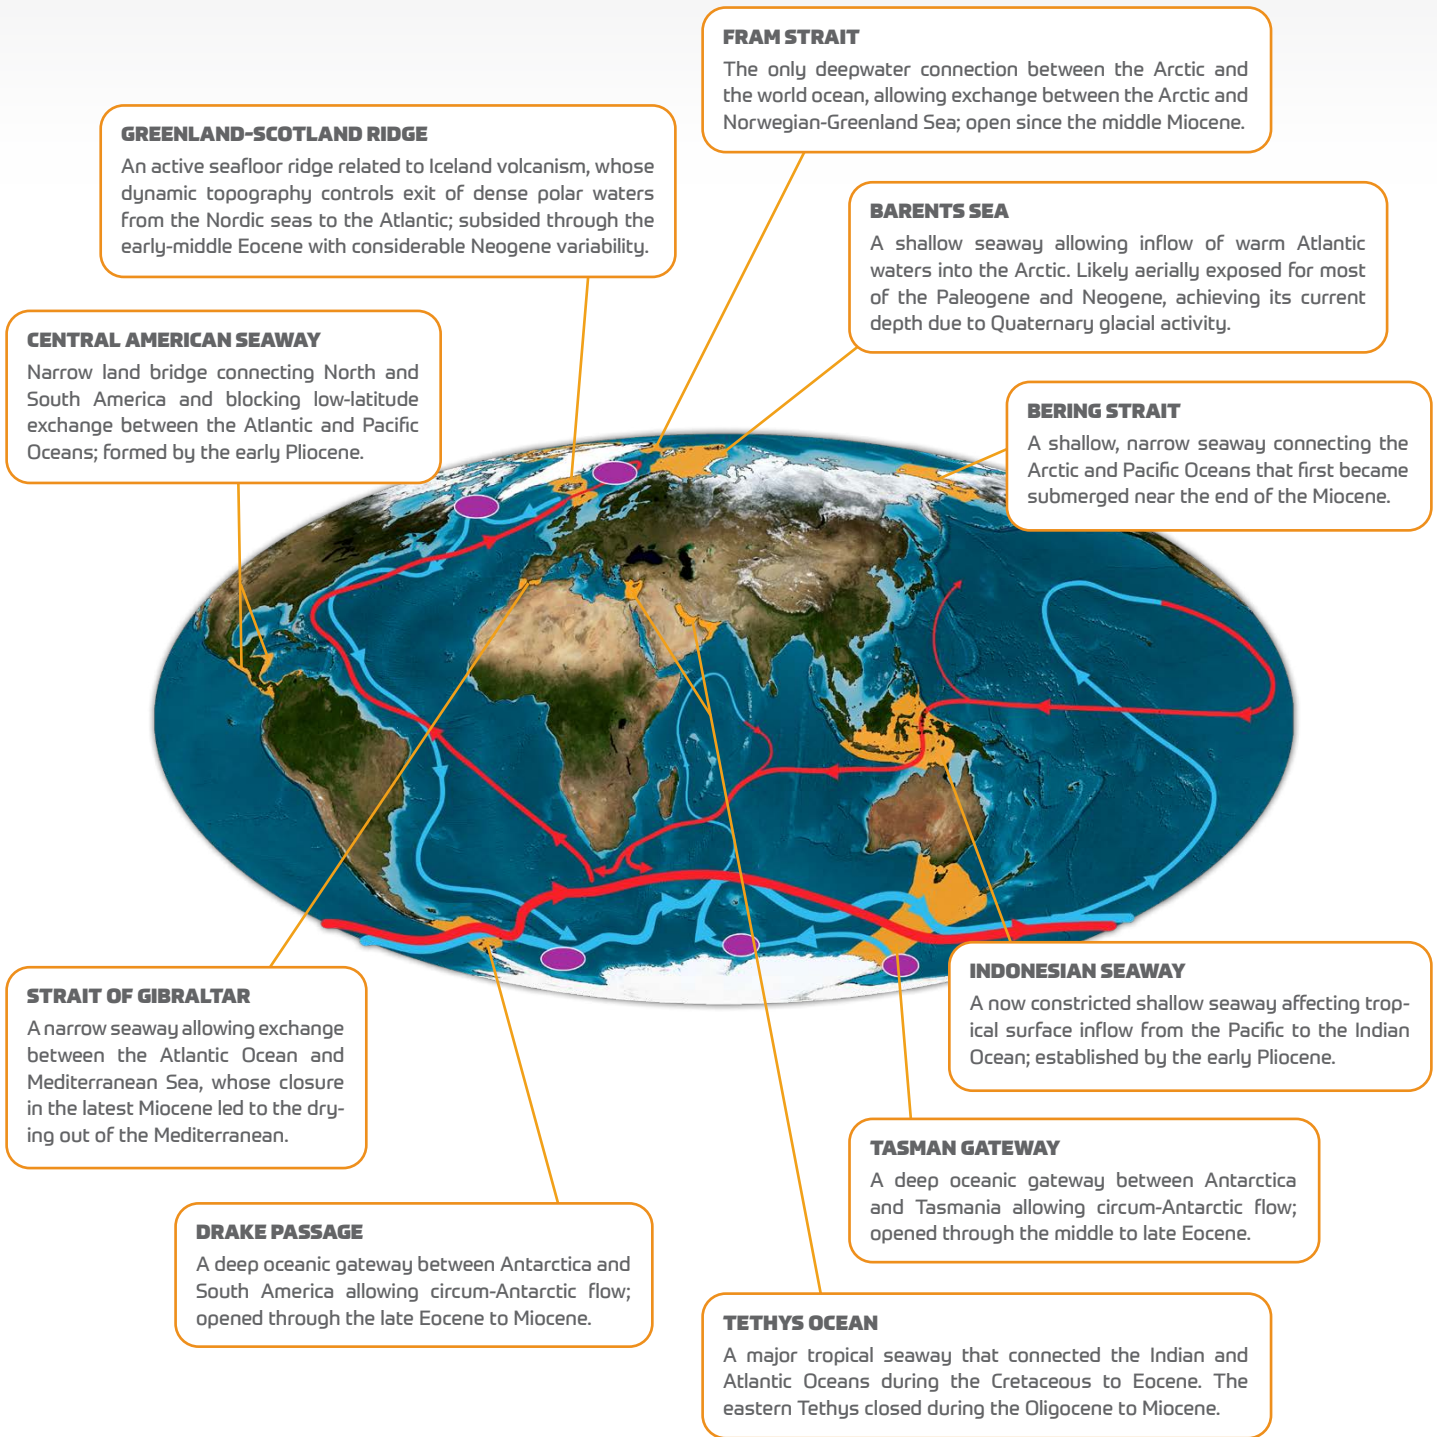 FRAM STRAIT
The only deepwater connection between the Arctic and
the world ocean, allowing exchange between the Arctic and
Norwegian-Greenland Sea; open since the middle Miocene.
GREENLAND-SCOTLAND RIDGE
An active seafloor ridge related to Iceland volcanism, whose
dynamic topography controls exit of dense polar waters
from the Nordic seas to the Atlantic; subsided through the
early-middle Eocene with considerable Neogene variability.
BARENTS SEA
A shallow seaway allowing inflow of warm Atlantic
waters into the Arctic. Likely aerially exposed for most
of the Paleogene and Neogene, achieving its current
depth due to Quaternary glacial activity.
CENTRAL AMERICAN SEAWAY
Narrow land bridge connecting North and
South America and blocking low-latitude
exchange between the Atlantic and Pacific
Oceans; formed by the early Pliocene.
BERING STRAIT
A shallow, narrow seaway connecting the
Arctic and Pacific Oceans that first became
submerged near the end of the Miocene.
STRAIT OF GIBRALTAR
A narrow seaway allowing exchange
between the Atlantic Ocean and
Mediterranean Sea, whose closure
in the latest Miocene led to the dry-
ing out of the Mediterranean.
INDONESIAN SEAWAY
A now constricted shallow seaway affecting trop-
ical surface inflow from the Pacific to the Indian
Ocean; established by the early Pliocene.
TASMAN GATEWAY
A deep oceanic gateway between Antarctica
and Tasmania allowing circum-Antarctic flow;
opened through the middle to late Eocene.
DRAKE PASSAGE
A deep oceanic gateway between Antarctica and
South America allowing circum-Antarctic flow;
opened through the late Eocene to Miocene.
TETHYS OCEAN
A major tropical seaway that connected the Indian and
Atlantic Oceans during the Cretaceous to Eocene. The
eastern Tethys closed during the Oligocene to Miocene.